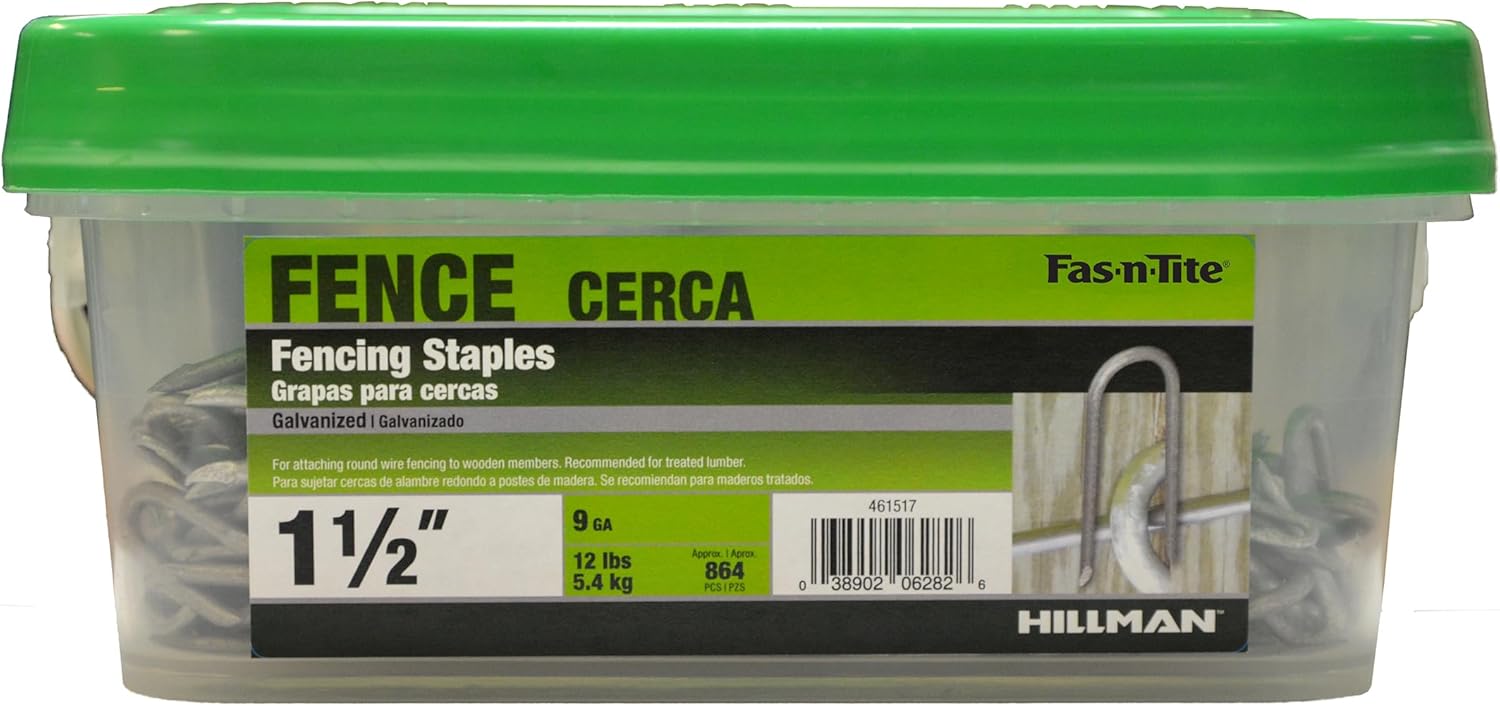 FENCE CERCA
Fas-n-Tite®
Fencing Staples
Grapas para cercas
Galvanized | Galvanizado
For attaching round wire fencing to wooden members. Recommended for treated lumber.
Para sujetar cercas de alambre redondo a postes de madera. Se recomiendan para maderos tratados.
1½"
9 GA
12 lbs
5.4 kg
Approx. | Aprox.
864
PCS | PZS
461517
0 38902 06282 6
HILLMAN™